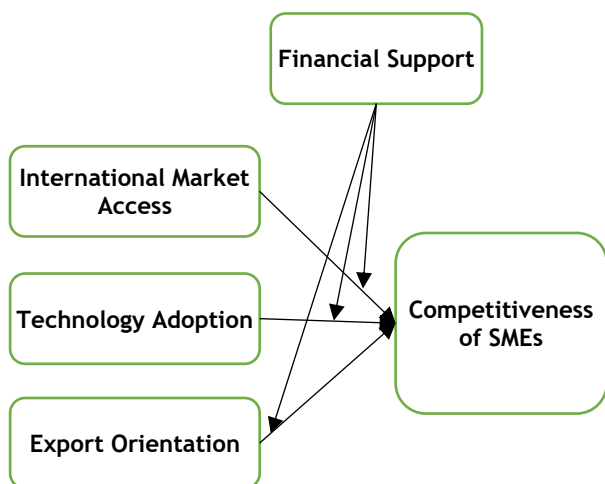 Financial Support
International Market
Access
Technology Adoption
Competitiveness
of SMEs
Export Orientation